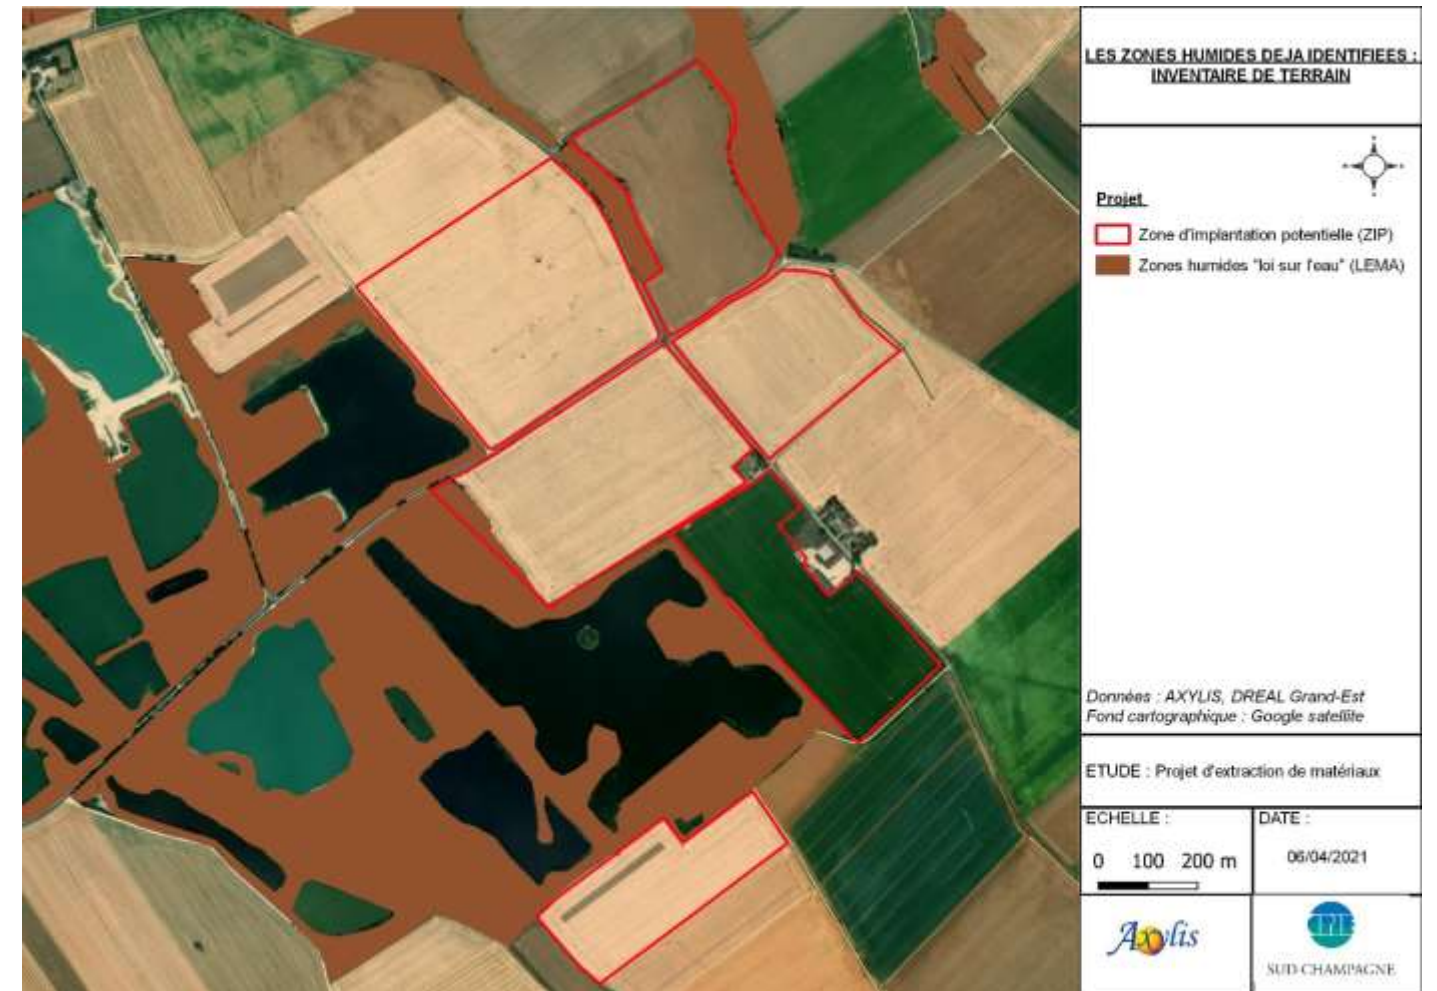 LES ZONES HUMIDES DEJA IDENTIFIEES :
INVENTAIRE DE TERRAIN
Projet
Zone d'implantation potentielle (ZIP)
Zones humides "loi sur l'eau" (LEMA)
Données : AXYLIS, DREAL Grand-Est
Fond cartographique : Google satellite
ETUDE : Projet d'extraction de matériaux
ECHELLE :
0 100 200 m
DATE :
06/04/2021
Axylis
CPIE
SUD CHAMPAGNE